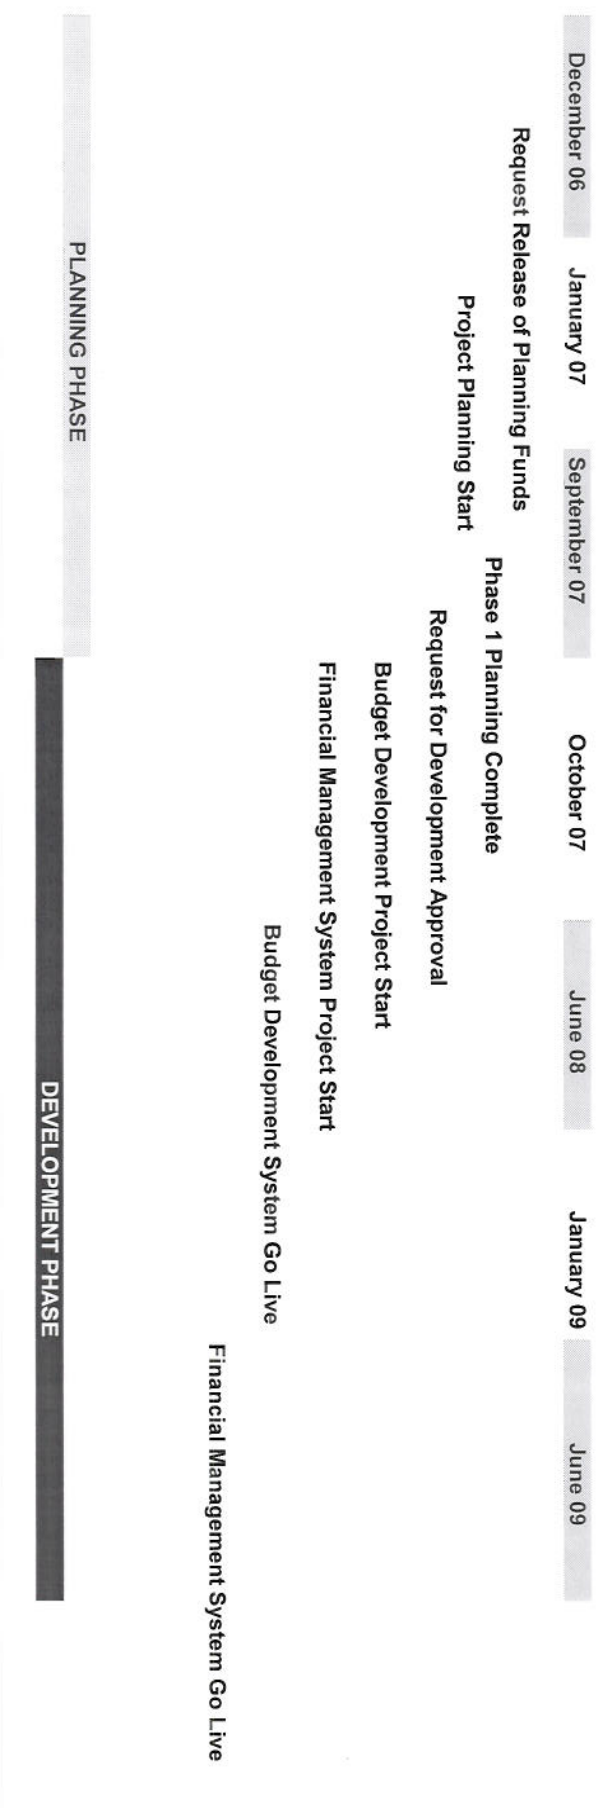 December 06
January 07
September 07
October 07
June 08
January 09
June 09
Request Release of Planning Funds
Phase 1 Planning Complete
Project Planning Start
Request for Development Approval
Budget Development Project Start
Financial Management System Project Start
Budget Development System Go Live
Financial Management System Go Live
PLANNING PHASE
DEVELOPMENT PHASE